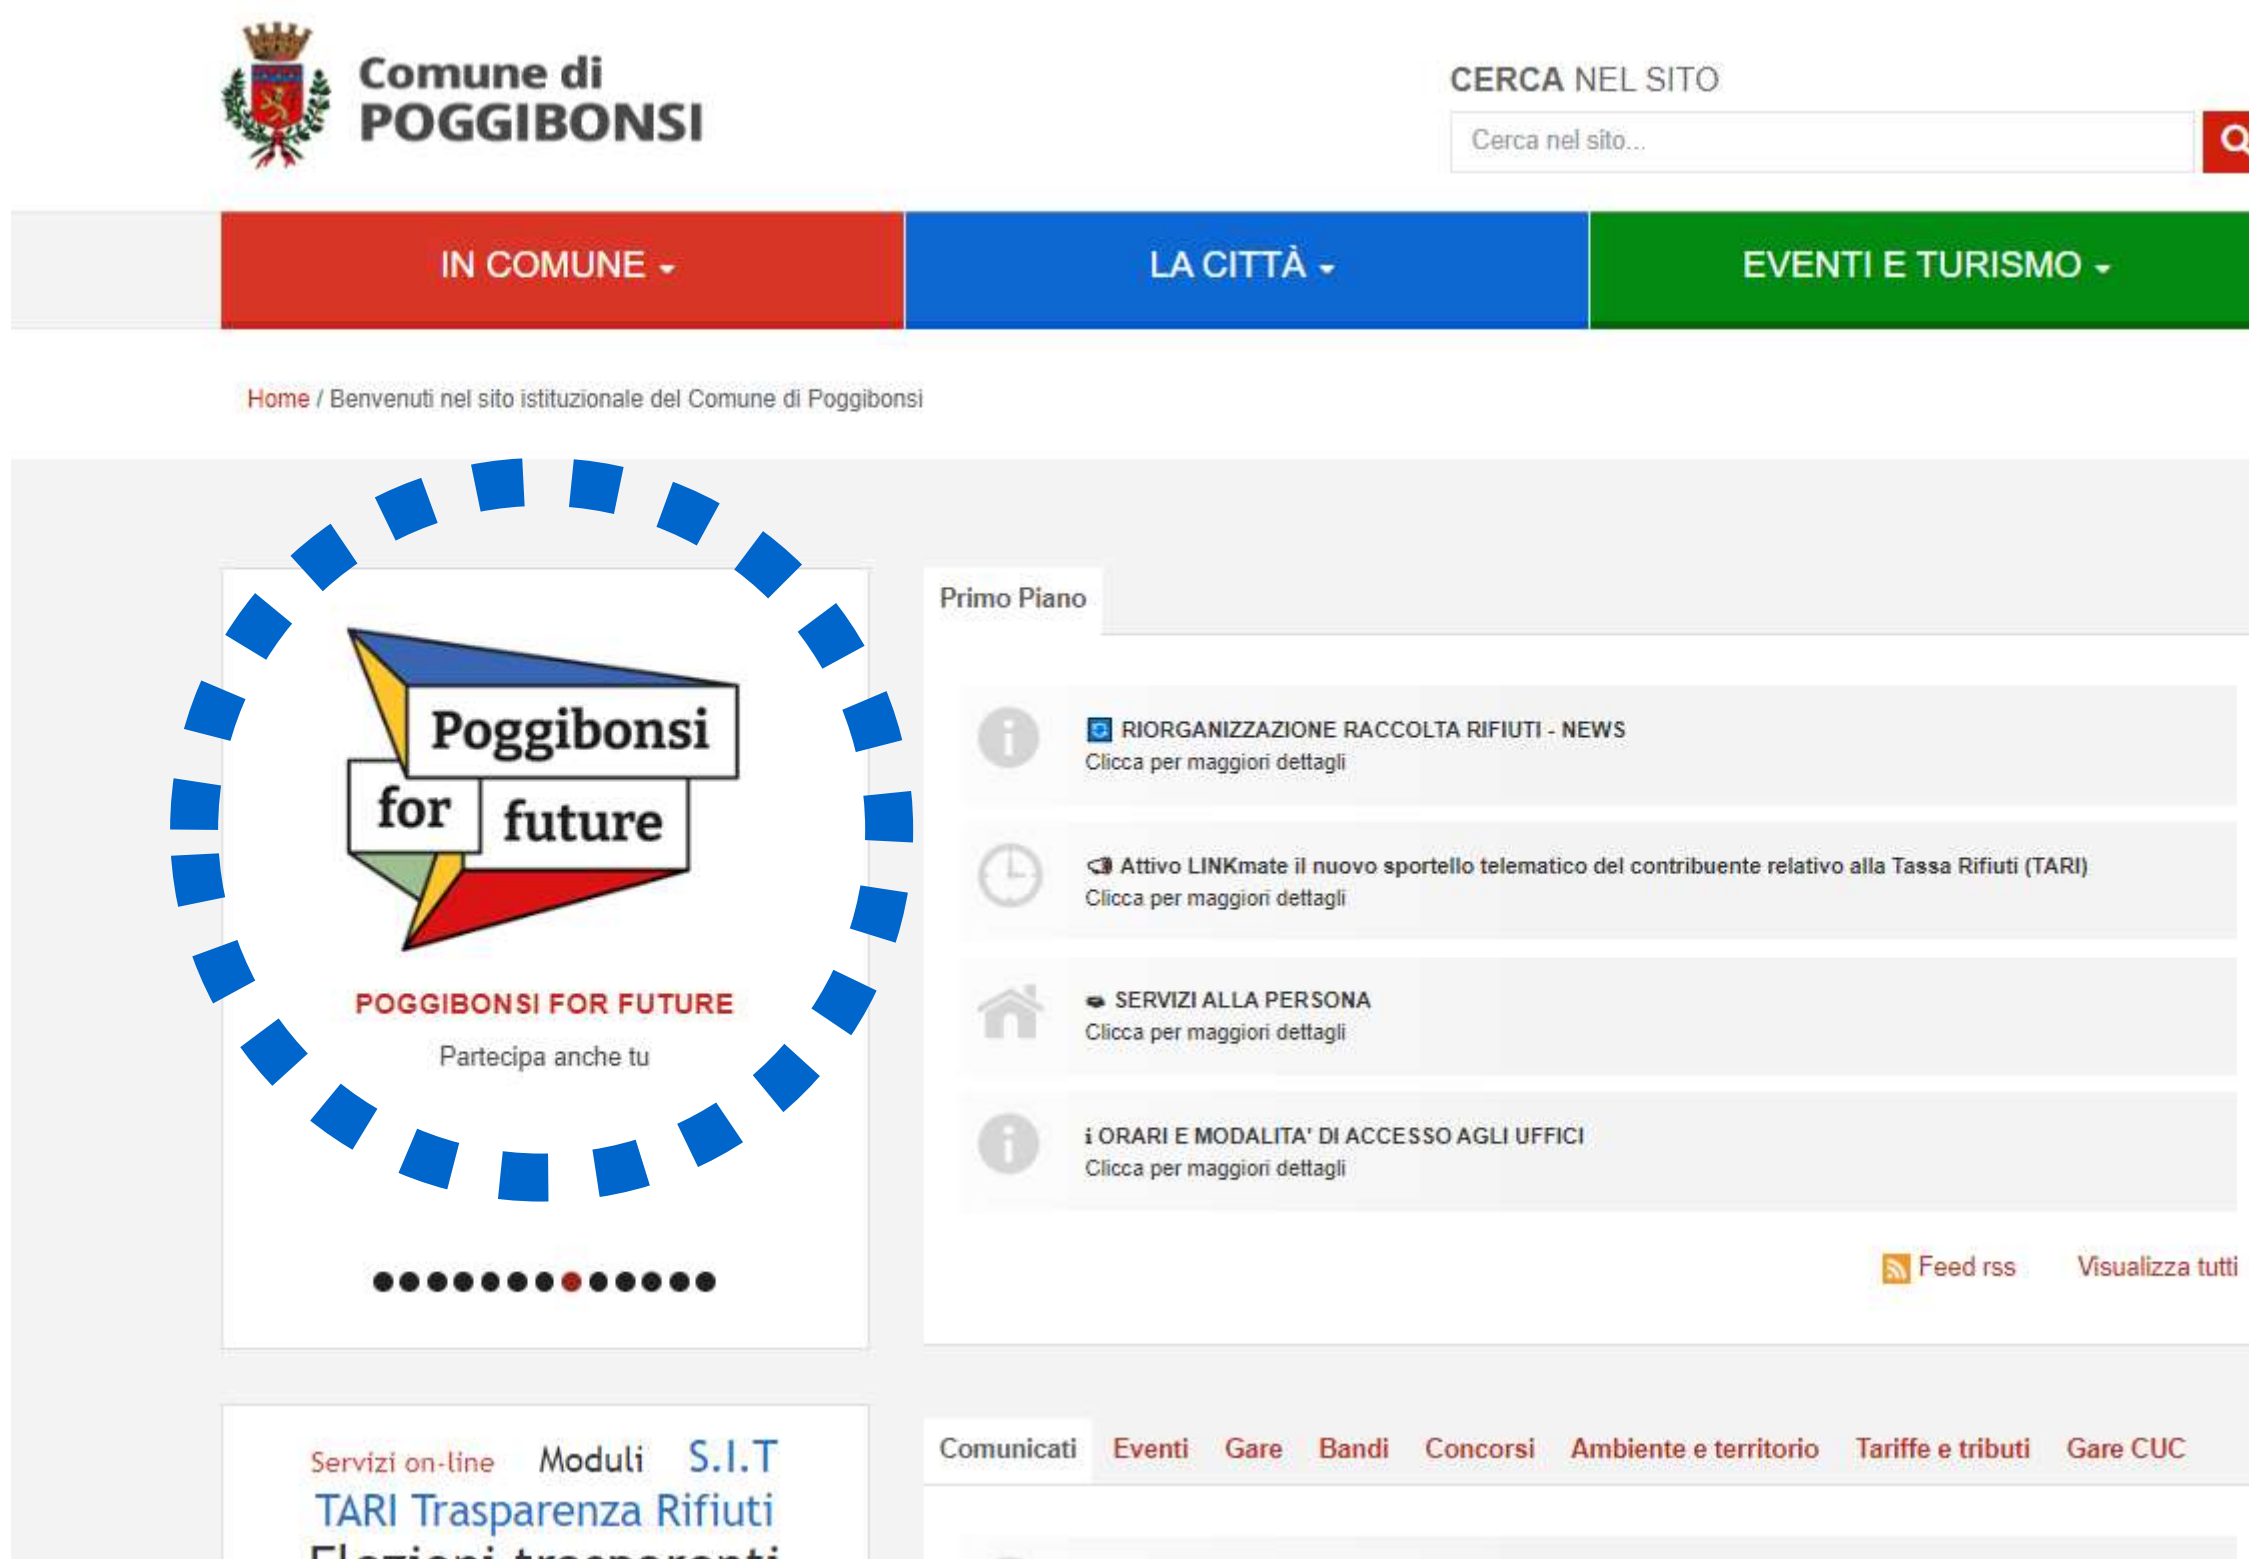 Comune di
POGGIBONSI
CERCA NEL SITO
Cerca nel sito...
IN COMUNE
LA CITTÀ
EVENTI E TURISMO
Home / Benvenuti nel sito istituzionale del Comune di Poggibonsi
Poggibonsi
for future
POGGIBONSI FOR FUTURE
Partecipa anche tu
Primo Piano
RIORGANIZZAZIONE RACCOLTA RIFIUTI - NEWS
Clicca per maggiori dettagli
Attivo LINKmate il nuovo sportello telematico del contribuente relativo alla Tassa Rifiuti (TARI)
Clicca per maggiori dettagli
SERVIZI ALLA PERSONA
Clicca per maggiori dettagli
i ORARI E MODALITA' DI ACCESSO AGLI UFFICI
Clicca per maggiori dettagli
Feed rss Visualizza tutti
Servizi on-line Moduli S.I.T
TARI Trasparenza Rifiuti
Elezioni trasparenti
Comunicati Eventi Gare Bandi Concorsi Ambiente e territorio Tariffe e tributi Gare CUC